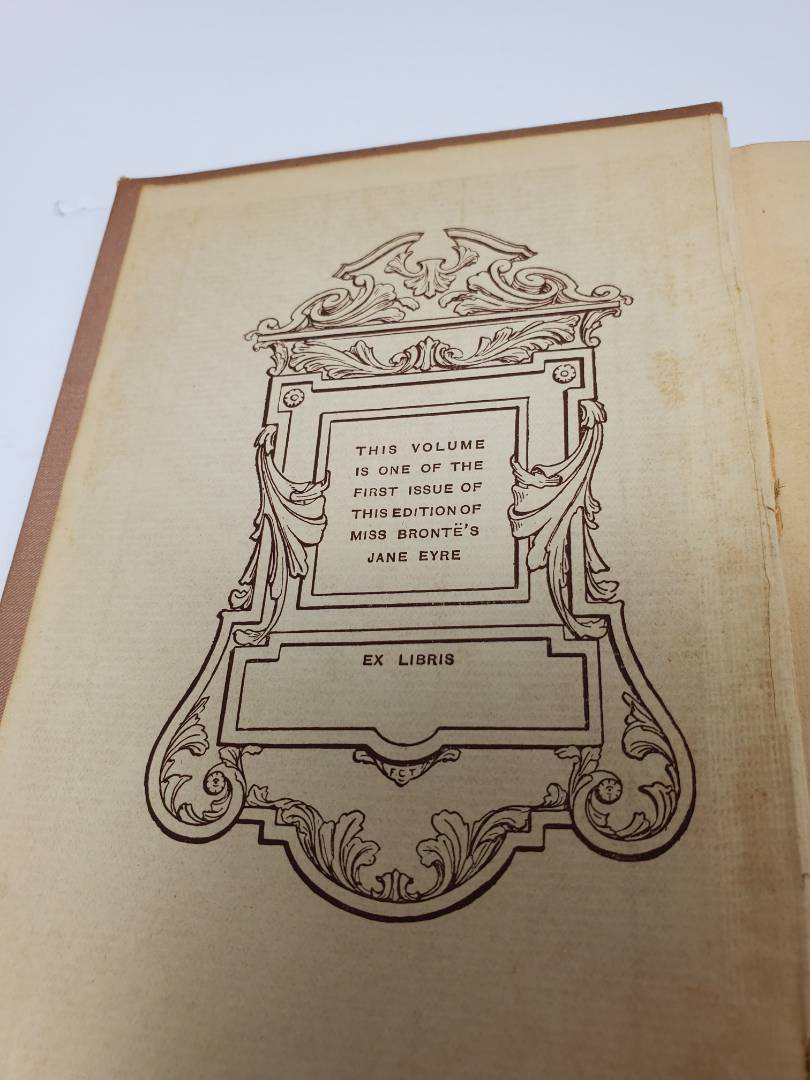 THIS VOLUME
IS ONE OF THE
FIRST ISSUE OF
THIS EDITION OF
MISS BRONTË'S
JANE EYRE
EX LIBRIS
F.C.T.